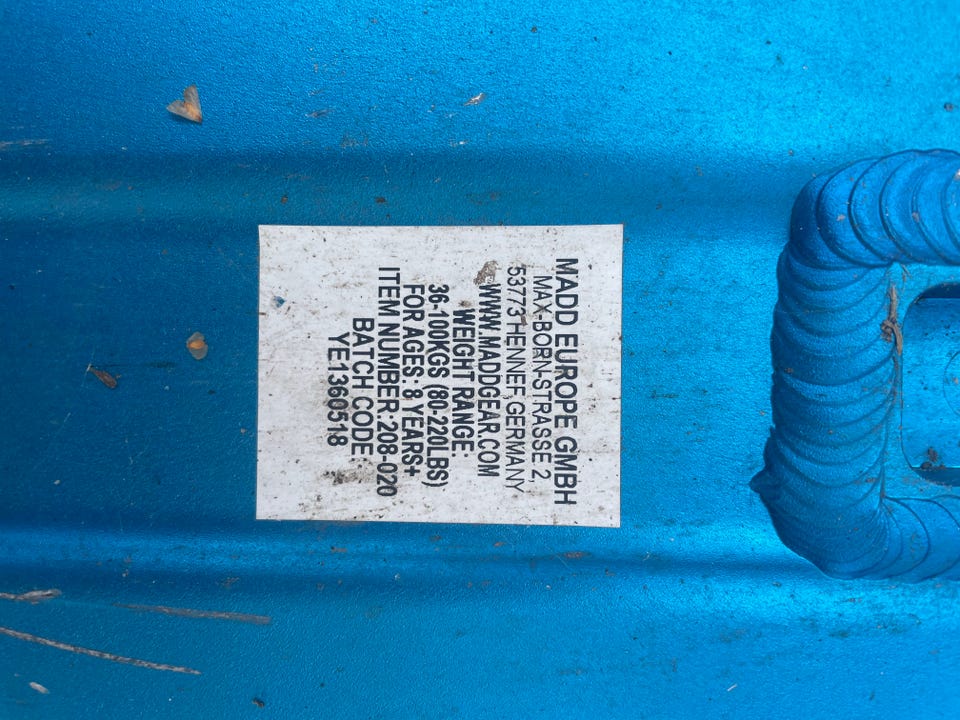 MADD EUROPE GMBH
MAX-BORN-STRASSE 2,
53773 HENNEF, GERMANY
WWW.MADDGEAR.COM
WEIGHT RANGE:
36-100KGS (80-220LBS)
FOR AGES: 8 YEARS+
ITEM NUMBER:208-020
BATCH CODE:
YE1360518